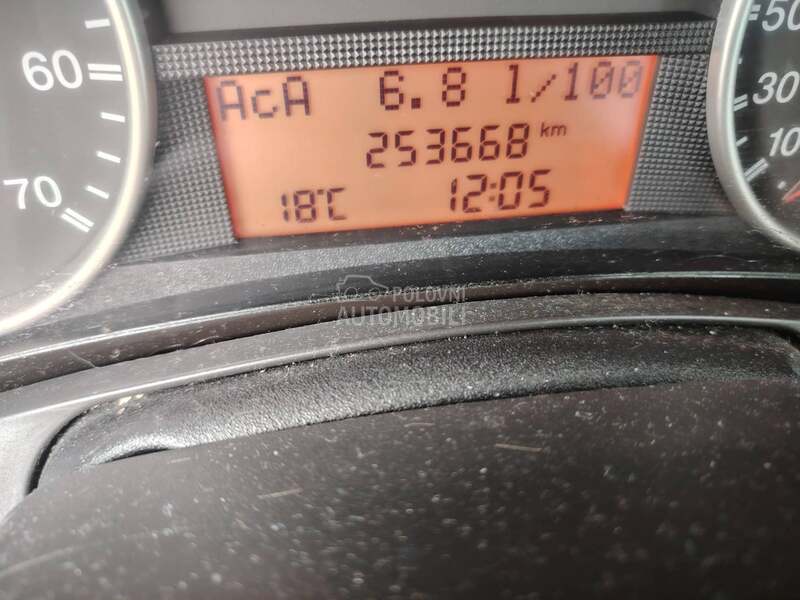 60
70
AcA 6.8 l/100
253668 km
18°C 12:05
50
30
10
POLOVNI
AUTOMOBILI